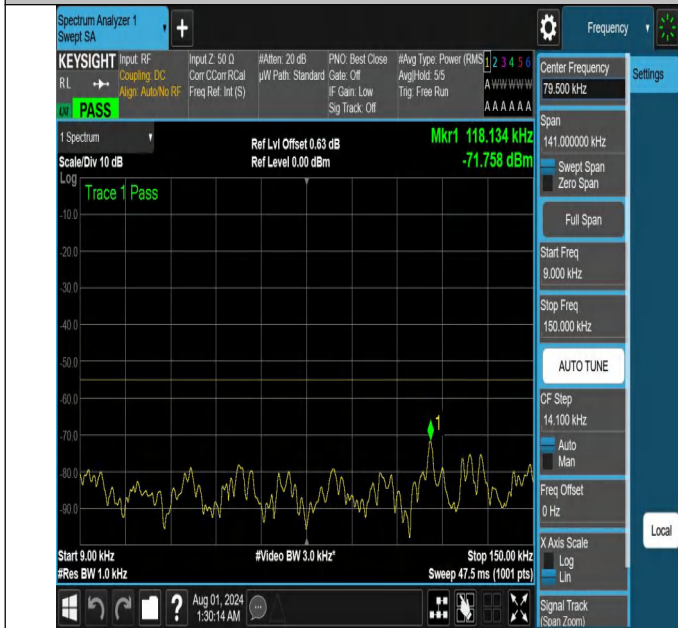 Spectrum Analyzer 1
Swept SA
Frequency
KEYSIGHT
RL
LXI
PASS
Input: RF
Coupling: DC
Align: Auto/No RF
Input Z: 50 Ω
Corr CCorr RCal
Freq Ref: Int (S)
#Atten: 20 dB
µW Path: Standard
PNO: Best Close
Gate: Off
IF Gain: Low
Sig Track: Off
#Avg Type: Power (RMS
Avg|Hold: 5/5
Trig: Free Run
1 2 3 4 5 6
A W W W W W
A A A A A A
1 Spectrum
Scale/Div 10 dB
Ref Lvl Offset 0.63 dB
Ref Level 0.00 dBm
Mkr1 118.134 kHz
-71.758 dBm
Log
Trace 1 Pass
-10.0
-20.0
-30.0
-40.0
-50.0
-60.0
-70.0
-80.0
-90.0
1
Start 9.00 kHz
#Res BW 1.0 kHz
#Video BW 3.0 kHz*
Stop 150.00 kHz
Sweep 47.5 ms (1001 pts)
Aug 01, 2024
1:30:14 AM
?
Settings
Center Frequency
79.500 kHz
Span
141.000000 kHz
Swept Span
Zero Span
Full Span
Start Freq
9.000 kHz
Stop Freq
150.000 kHz
AUTO TUNE
CF Step
14.100 kHz
Auto
Man
Freq Offset
0 Hz
X Axis Scale
Log
Lin
Signal Track
(Span Zoom)
Local